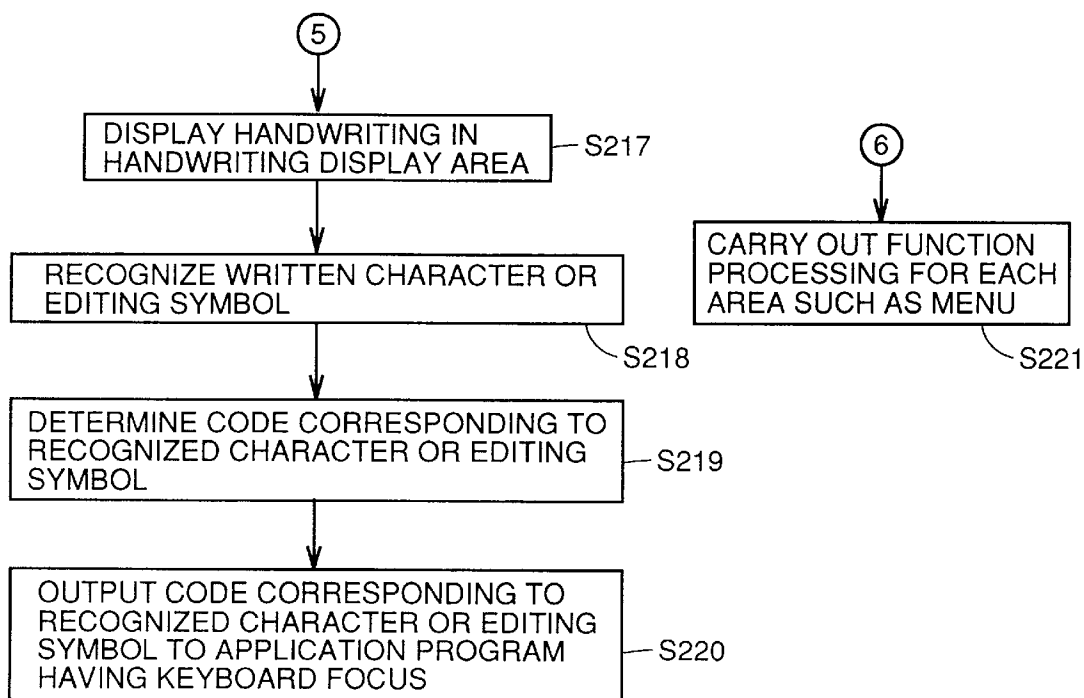 5
DISPLAY HANDWRITING IN
HANDWRITING DISPLAY AREA
S217
RECOGNIZE WRITTEN CHARACTER OR
EDITING SYMBOL
S218
DETERMINE CODE CORRESPONDING TO
RECOGNIZED CHARACTER OR EDITING
SYMBOL
S219
OUTPUT CODE CORRESPONDING TO
RECOGNIZED CHARACTER OR EDITING
SYMBOL TO APPLICATION PROGRAM
HAVING KEYBOARD FOCUS
S220
6
CARRY OUT FUNCTION
PROCESSING FOR EACH
AREA SUCH AS MENU
S221